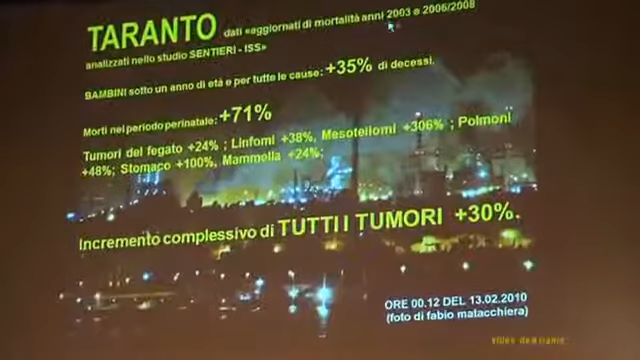 TARANTO dati «aggiornati di mortalità anni 2003 e 2006/2008
analizzati nello studio SENTIERI - ISS»
BAMBINI sotto un anno di età e per tutte le cause: +35% di decessi.
Morti nel periodo perinatale: +71%
Tumori del fegato +24% ; Linfomi +38%, Mesoteliomi +306% ; Polmoni
+48%; Stomaco +100%, Mammella +24%;
Incremento complessivo di TUTTI I TUMORI +30%.
ORE 00.12 DEL 13.02.2010
(foto di fabio matacchiera)